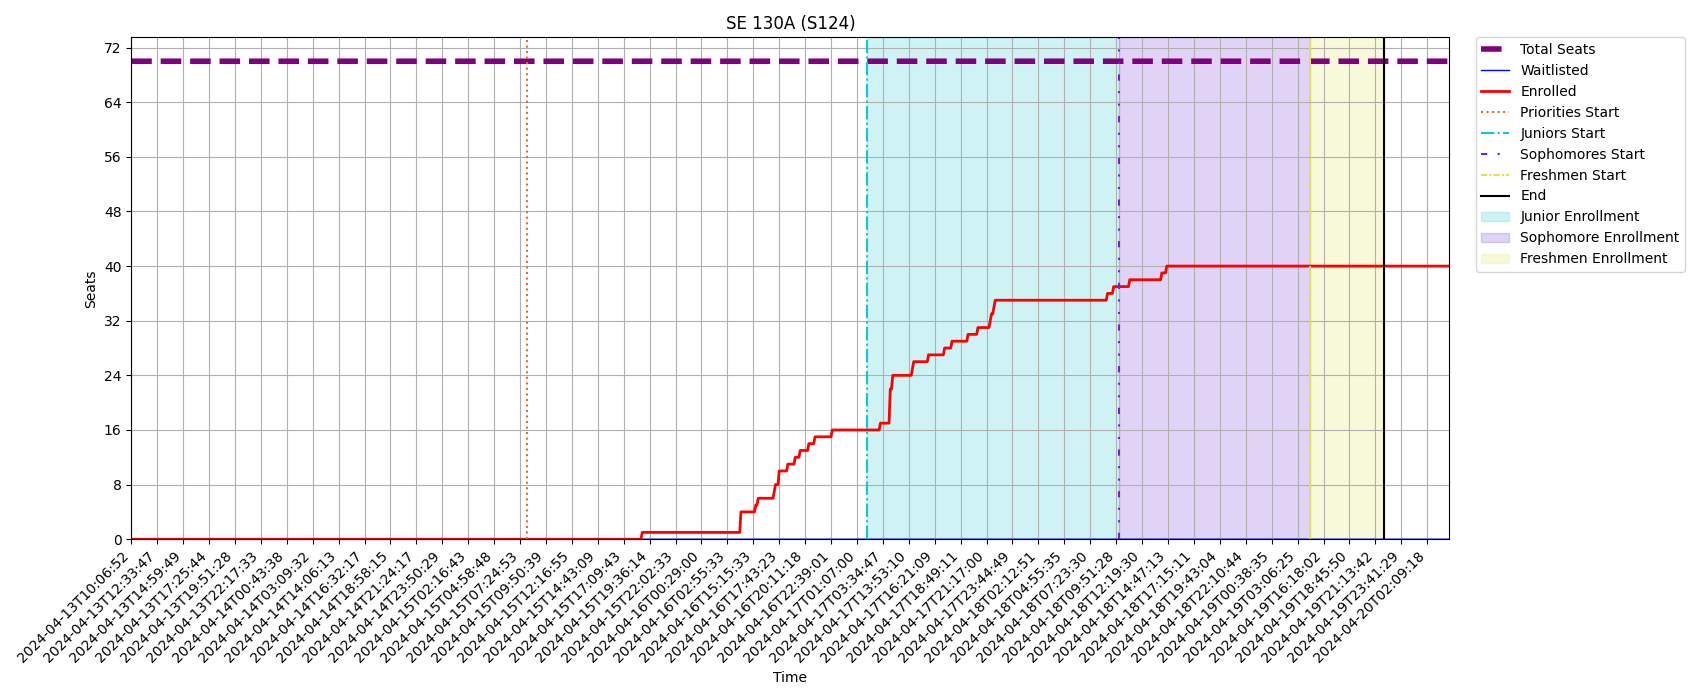 SE 130A (S124)
72
64
56
48
40
32
24
16
8
0
Seats
2024-04-13T10:06:52
2024-04-13T12:33:47
2024-04-13T14:59:49
2024-04-13T17:25:44
2024-04-13T19:51:28
2024-04-13T22:17:33
2024-04-14T00:43:38
2024-04-14T03:09:32
2024-04-14T14:06:13
2024-04-14T16:32:17
2024-04-14T18:58:15
2024-04-14T21:24:17
2024-04-14T23:50:29
2024-04-15T02:16:43
2024-04-15T04:58:48
2024-04-15T07:24:53
2024-04-15T09:50:39
2024-04-15T12:16:55
2024-04-15T14:43:09
2024-04-15T17:09:43
2024-04-15T19:36:14
2024-04-15T22:02:33
2024-04-16T00:29:00
2024-04-16T02:55:33
2024-04-16T15:15:33
2024-04-16T17:43:23
2024-04-16T20:11:18
2024-04-16T22:39:01
2024-04-17T01:07:00
2024-04-17T03:34:47
2024-04-17T13:53:10
2024-04-17T16:21:09
2024-04-17T18:49:11
2024-04-17T21:17:00
2024-04-17T23:44:49
2024-04-18T02:12:51
2024-04-18T04:55:35
2024-04-18T07:23:30
2024-04-18T09:51:28
2024-04-18T12:19:30
2024-04-18T14:47:13
2024-04-18T17:15:11
2024-04-18T19:43:04
2024-04-18T22:10:44
2024-04-19T00:38:35
2024-04-19T03:06:25
2024-04-19T16:18:02
2024-04-19T18:45:50
2024-04-19T21:13:42
2024-04-19T23:41:29
2024-04-20T02:09:18
Time
Total Seats
Waitlisted
Enrolled
Priorities Start
Juniors Start
Sophomores Start
Freshmen Start
End
Junior Enrollment
Sophomore Enrollment
Freshmen Enrollment